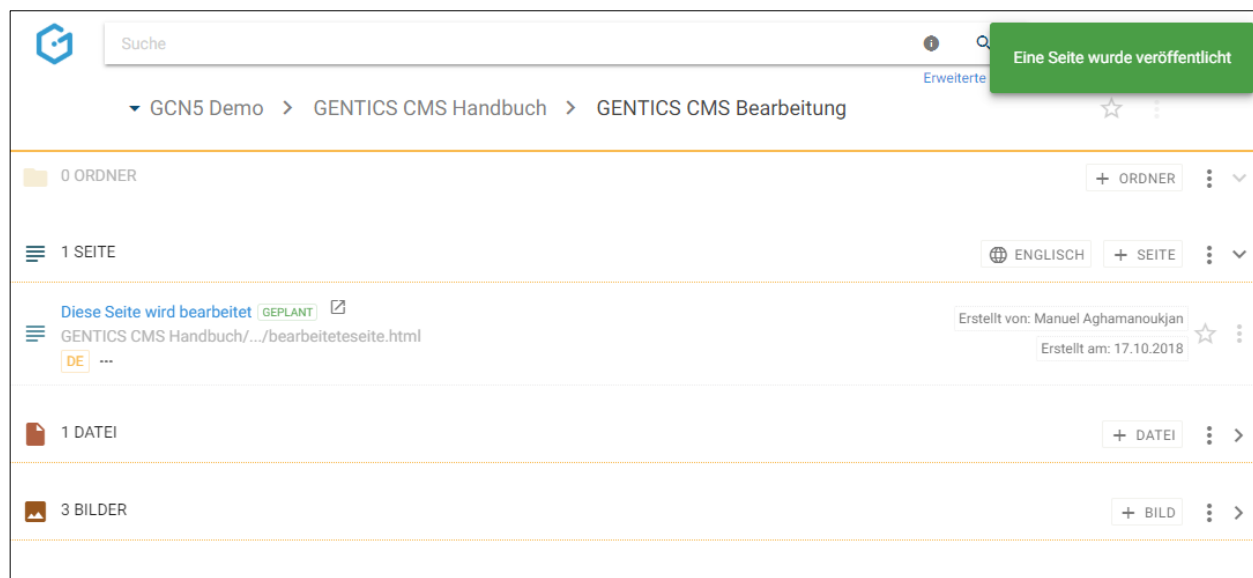 Suche
Eine Seite wurde veröffentlicht
Erweiterte
GCN5 Demo > GENTICS CMS Handbuch > GENTICS CMS Bearbeitung
0 ORDNER
+ ORDNER
1 SEITE
ENGLISCH
+ SEITE
Diese Seite wird bearbeitet GEPLANT
GENTICS CMS Handbuch/.../bearbeiteteseite.html
DE ...
Erstellt von: Manuel Aghamanoukjan
Erstellt am: 17.10.2018
1 DATEI
+ DATEI
3 BILDER
+ BILD